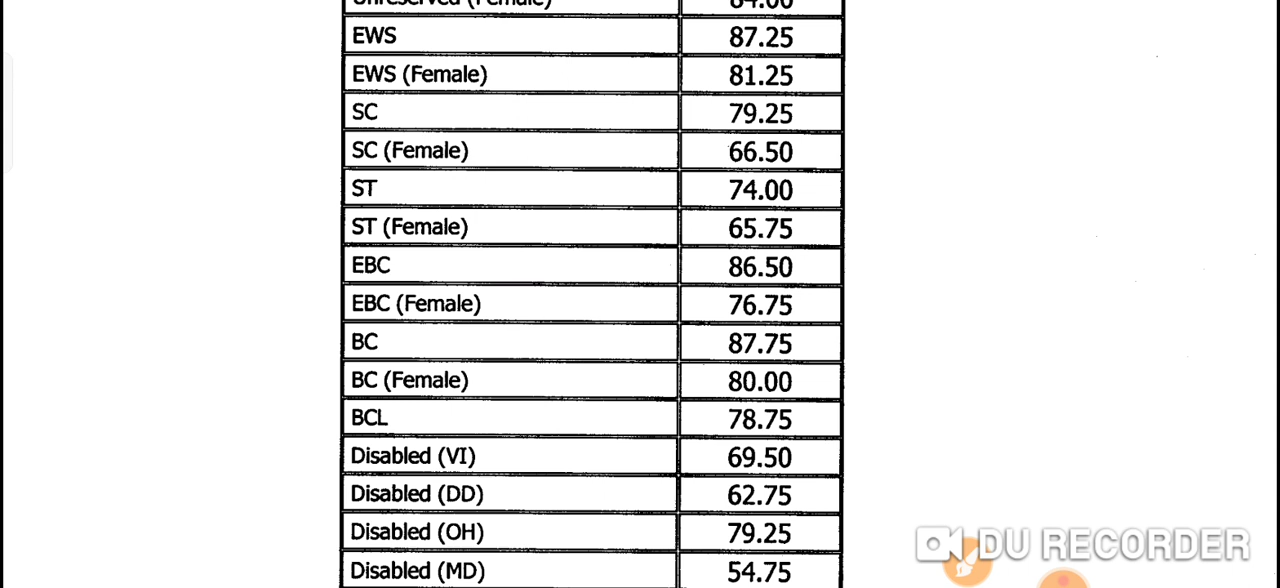 Unreserved (Female) 84.00
EWS 87.25
EWS (Female) 81.25
SC 79.25
SC (Female) 66.50
ST 74.00
ST (Female) 65.75
EBC 86.50
EBC (Female) 76.75
BC 87.75
BC (Female) 80.00
BCL 78.75
Disabled (VI) 69.50
Disabled (DD) 62.75
Disabled (OH) 79.25
Disabled (MD) 54.75
DU RECORDER